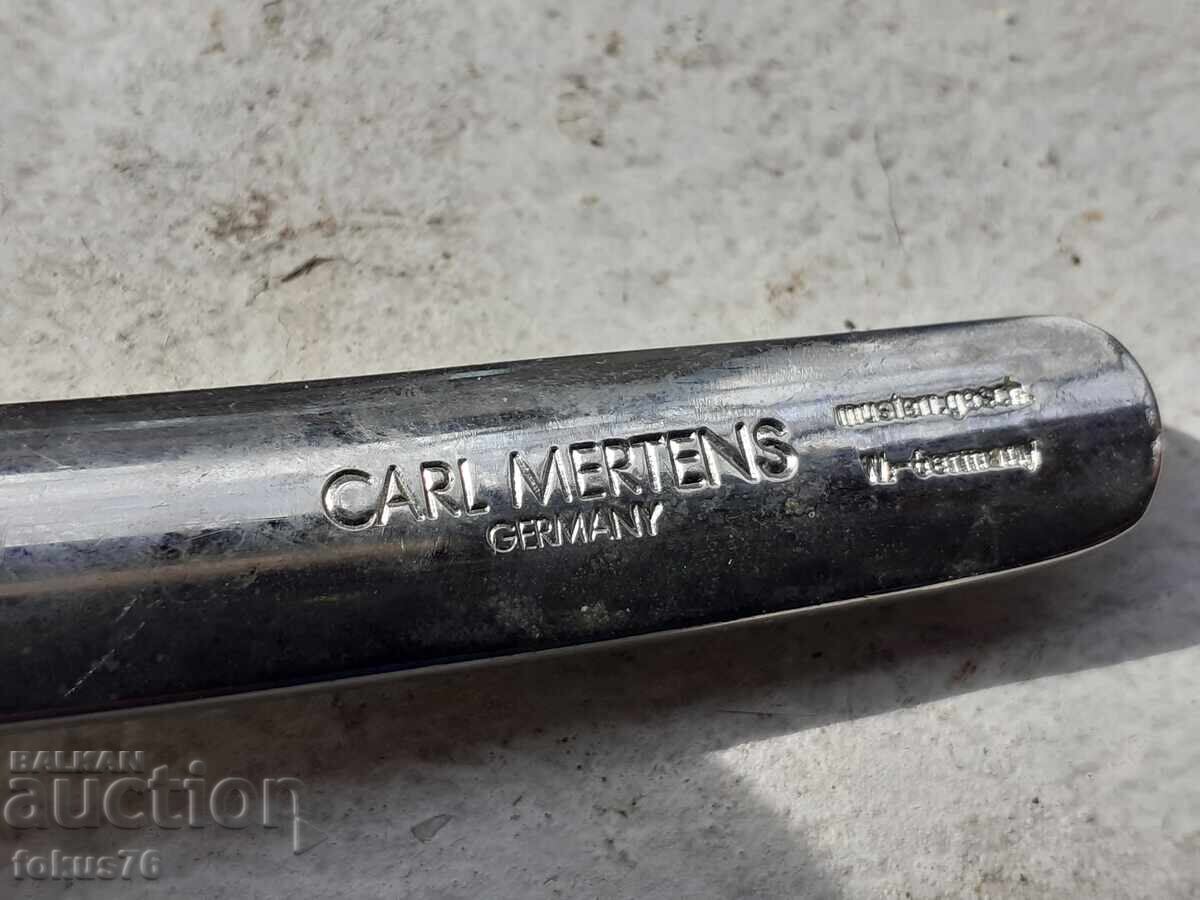 CARL MERTENS
GERMANY
muster gesch.
W.-Germany
BALKAN
auction
fokus76